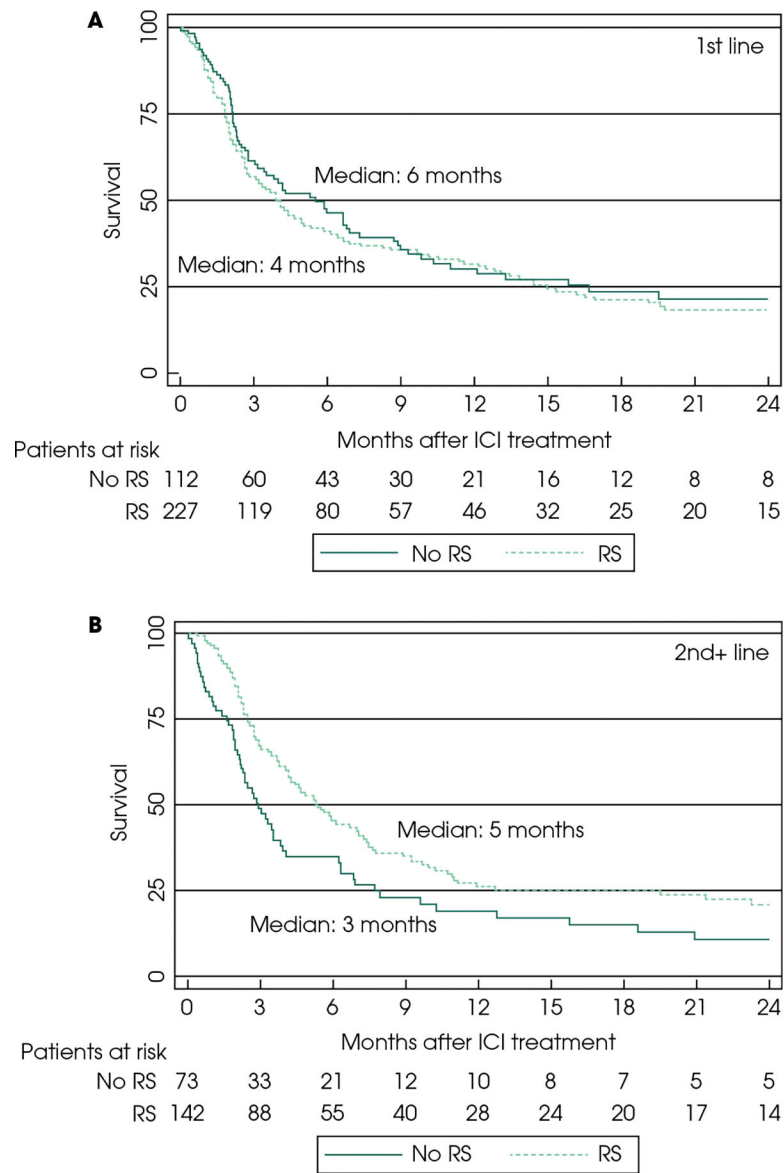 A
1st line
100
75
50
25
0
Survival
Median: 6 months
Median: 4 months
0 3 6 9 12 15 18 21 24
Months after ICI treatment
Patients at risk
No RS 112 60 43 30 21 16 12 8 8
RS 227 119 80 57 46 32 25 20 15
No RS RS
B
2nd+ line
100
75
50
25
0
Survival
Median: 5 months
Median: 3 months
0 3 6 9 12 15 18 21 24
Months after ICI treatment
Patients at risk
No RS 73 33 21 12 10 8 7 5 5
RS 142 88 55 40 28 24 20 17 14
No RS RS